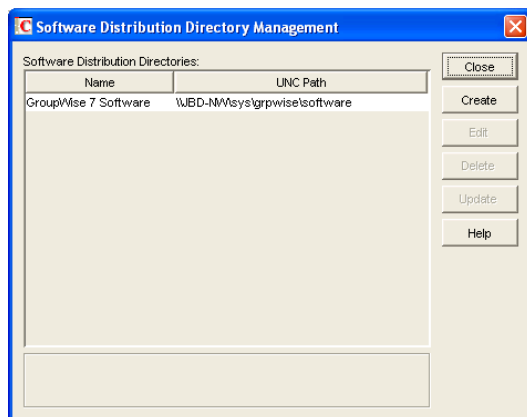 Software Distribution Directory Management
Software Distribution Directories:
Name UNC Path
GroupWise 7 Software \\JBD-NW\sys\grpwise\software
Close
Create
Edit
Delete
Update
Help